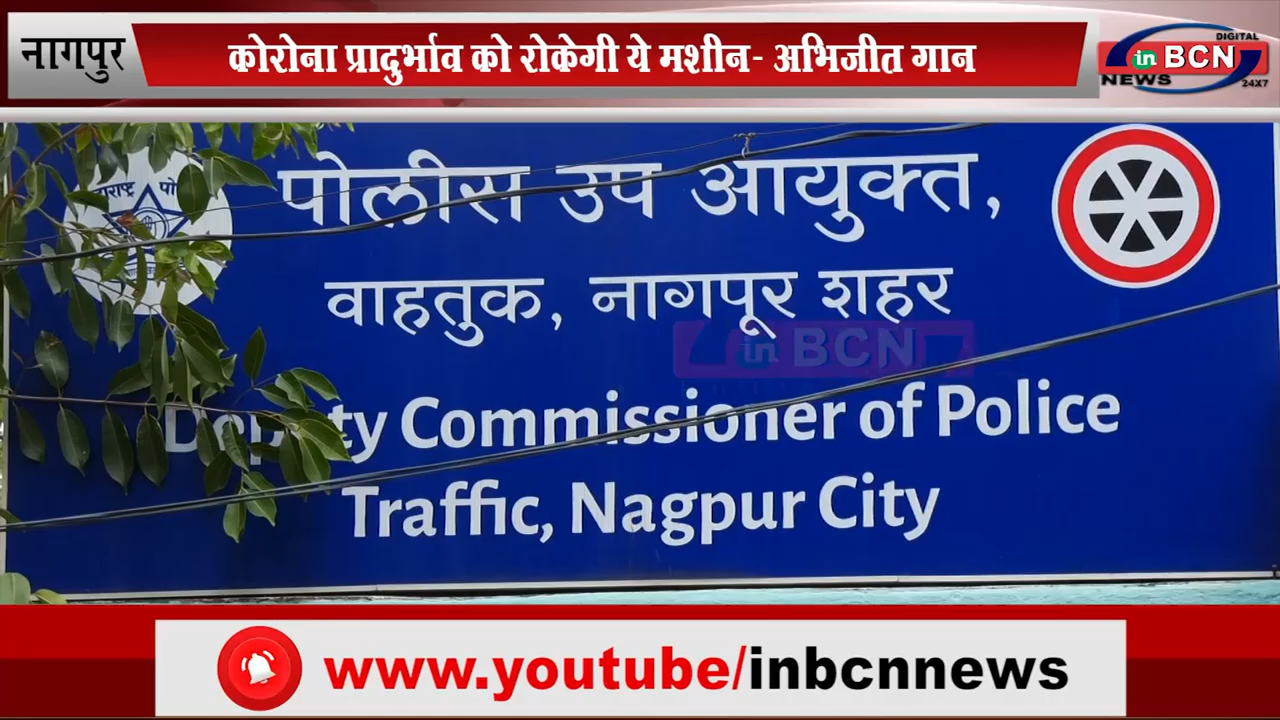 नागपुर
कोरोना प्रादुर्भाव को रोकेगी ये मशीन- अभिजीत गान
DIGITAL
in BCN
NEWS
24X7
पोलीस उप आयुक्त,
वाहतुक, नागपूर शहर
in BCN
Deputy Commissioner of Police
Traffic, Nagpur City
www.youtube/inbcnnews